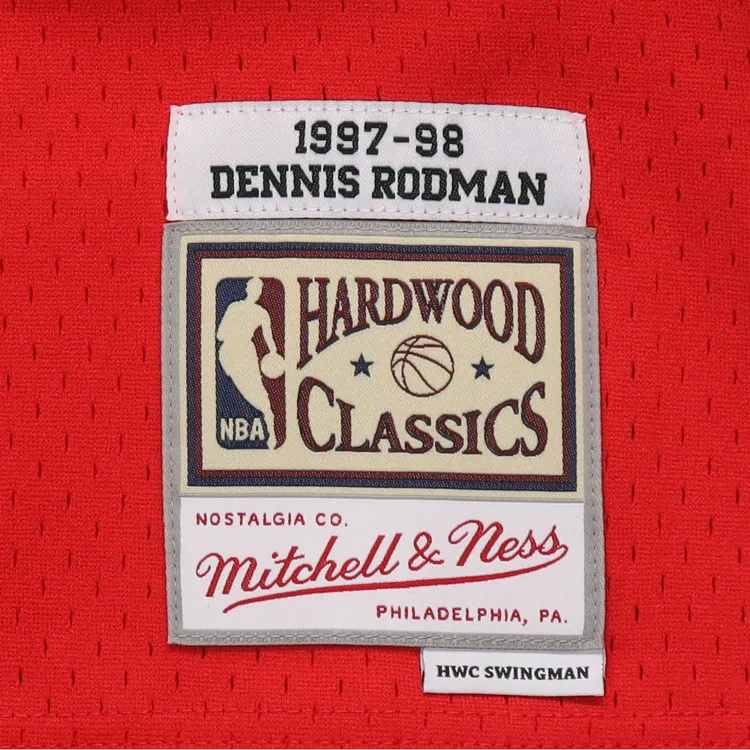 1997-98
DENNIS RODMAN
HARDWOOD
CLASSICS
NBA
NOSTALGIA CO.
Mitchell & Ness
PHILADELPHIA, PA.
HWC SWINGMAN